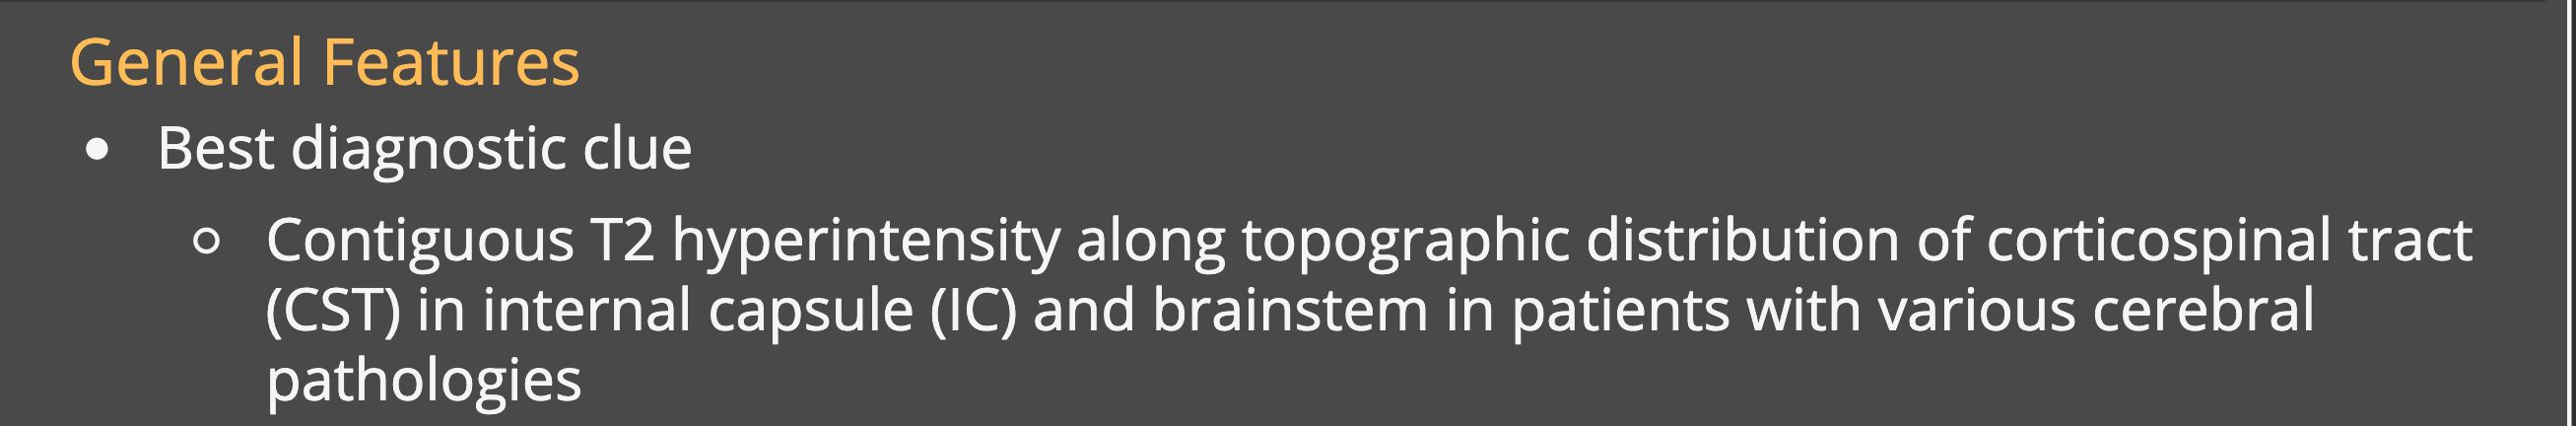 General Features
• Best diagnostic clue
○ Contiguous T2 hyperintensity along topographic distribution of corticospinal tract
(CST) in internal capsule (IC) and brainstem in patients with various cerebral
pathologies